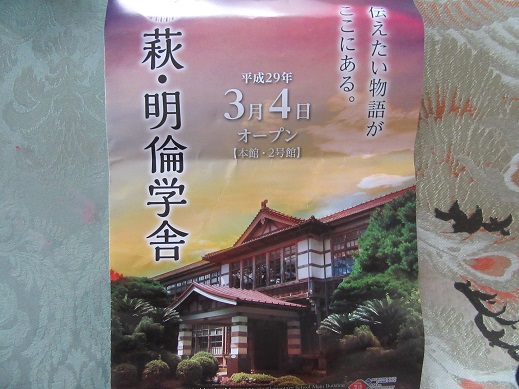 伝えたい物語が
ここにある。
萩・明倫学舎
平成29年
3月4日
オープン
【本館・2号館】